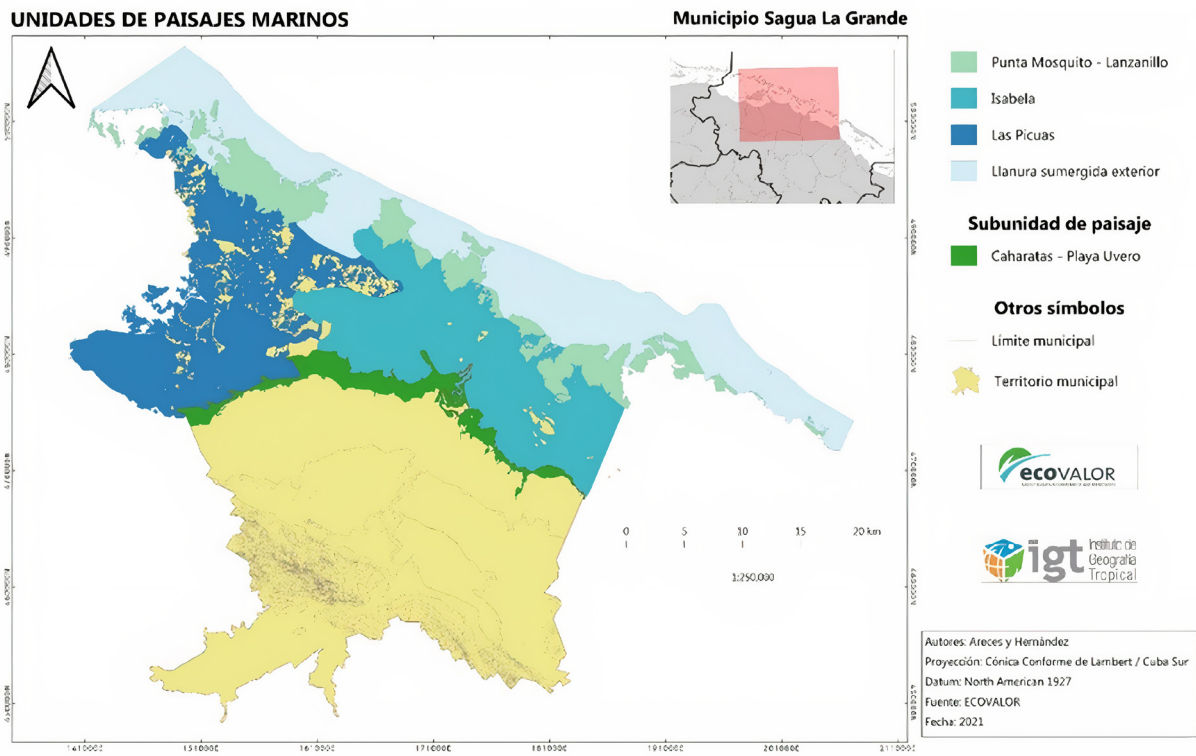 UNIDADES DE PAISAJES MARINOS
Municipio Sagua La Grande
Punta Mosquito - Lanzanillo
Isabela
Las Picuas
Llanura sumergida exterior
Subunidad de paisaje
Caharatas - Playa Uvero
Otros símbolos
Límite municipal
Territorio municipal
ecoVALOR
igt Instituto de
Geografía
Tropical
0 5 10 15 20 km
1:250,000
Autores: Areces y Hernández
Proyección: Cónica Conforme de Lambert / Cuba Sur
Datum: North American 1927
Fuente: ECOVALOR
Fecha: 2021